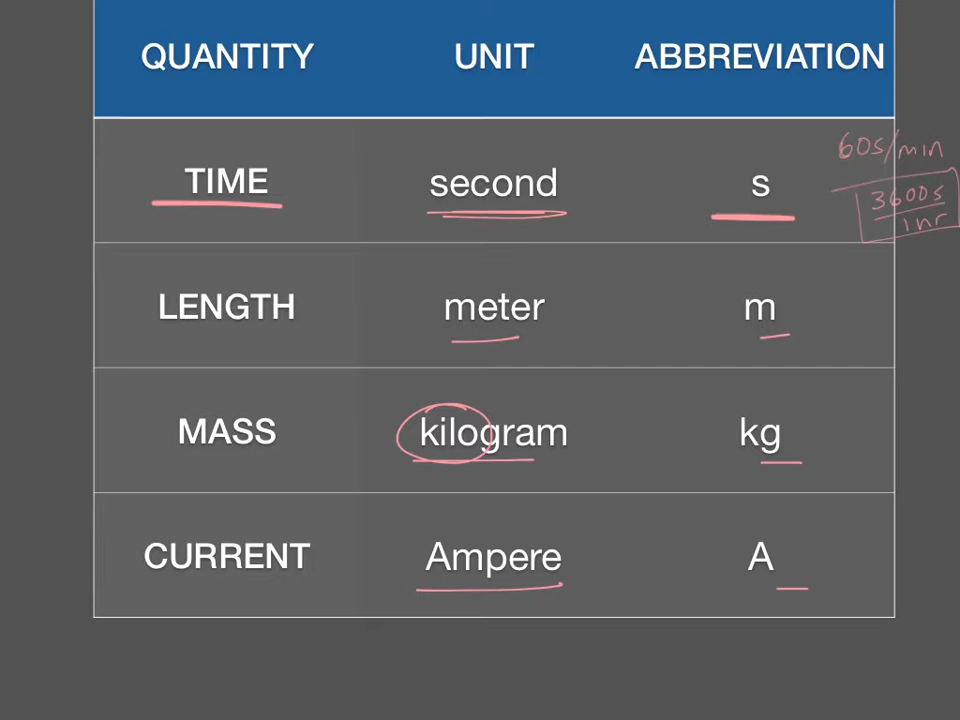 QUANTITY UNIT ABBREVIATION
TIME second s 60s/min
3600s
1hr
LENGTH meter m
MASS kilogram kg
CURRENT Ampere A